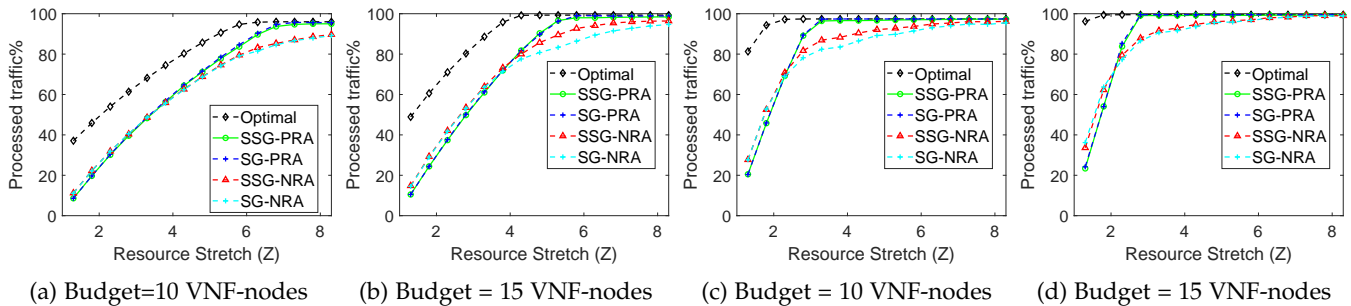 Processed traffic%
100
80
60
40
20
0
Optimal
SSG-PRA
SG-PRA
SSG-NRA
SG-NRA
2 4 6 8
Resource Stretch (Z)
(a) Budget=10 VNF-nodes
Processed traffic%
100
80
60
40
20
0
Optimal
SSG-PRA
SG-PRA
SSG-NRA
SG-NRA
2 4 6 8
Resource Stretch (Z)
(b) Budget = 15 VNF-nodes
Processed traffic%
100
80
60
40
20
0
Optimal
SSG-PRA
SG-PRA
SSG-NRA
SG-NRA
2 4 6 8
Resource Stretch (Z)
(c) Budget = 10 VNF-nodes
Processed traffic%
100
80
60
40
20
0
Optimal
SSG-PRA
SG-PRA
SSG-NRA
SG-NRA
2 4 6 8
Resource Stretch (Z)
(d) Budget = 15 VNF-nodes